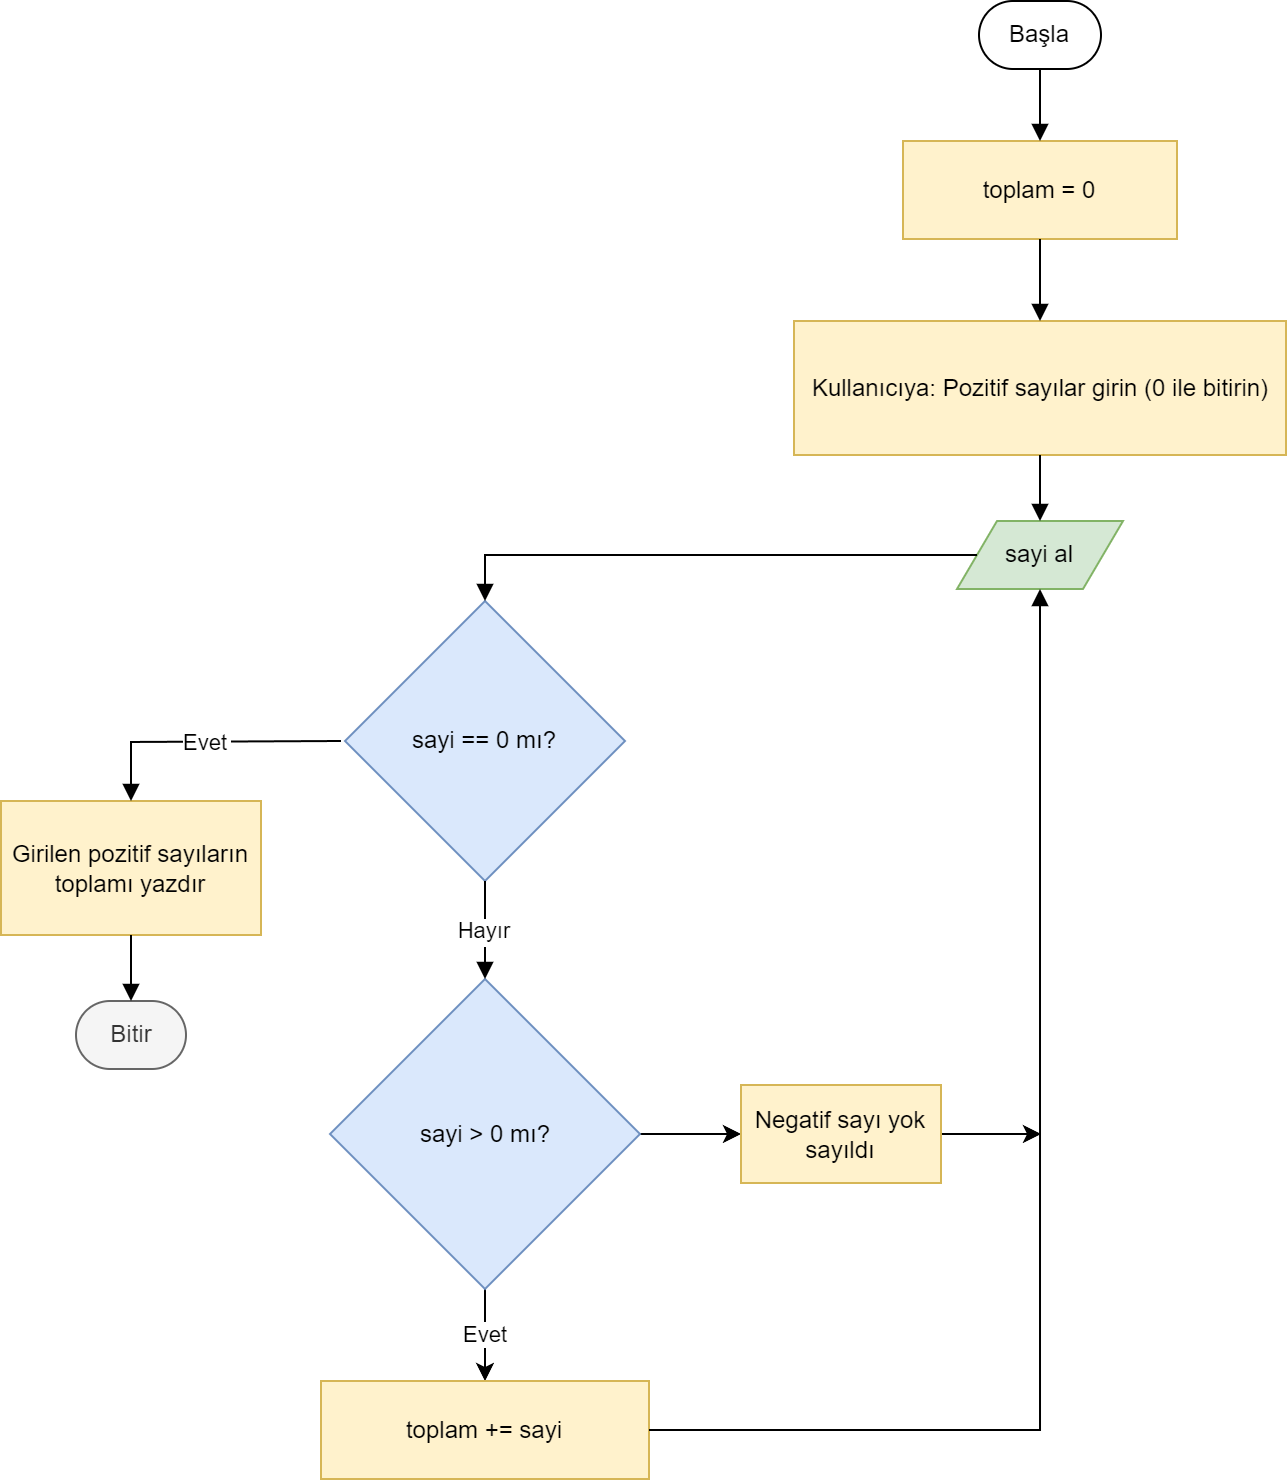 Başla
toplam = 0
Kullanıcıya: Pozitif sayılar girin (0 ile bitirin)
sayi al
sayi == 0 mı?
Evet
Girilen pozitif sayıların
toplamı yazdır
Hayır
Bitir
sayi > 0 mı?
Negatif sayı yok
sayıldı
Evet
toplam += sayi